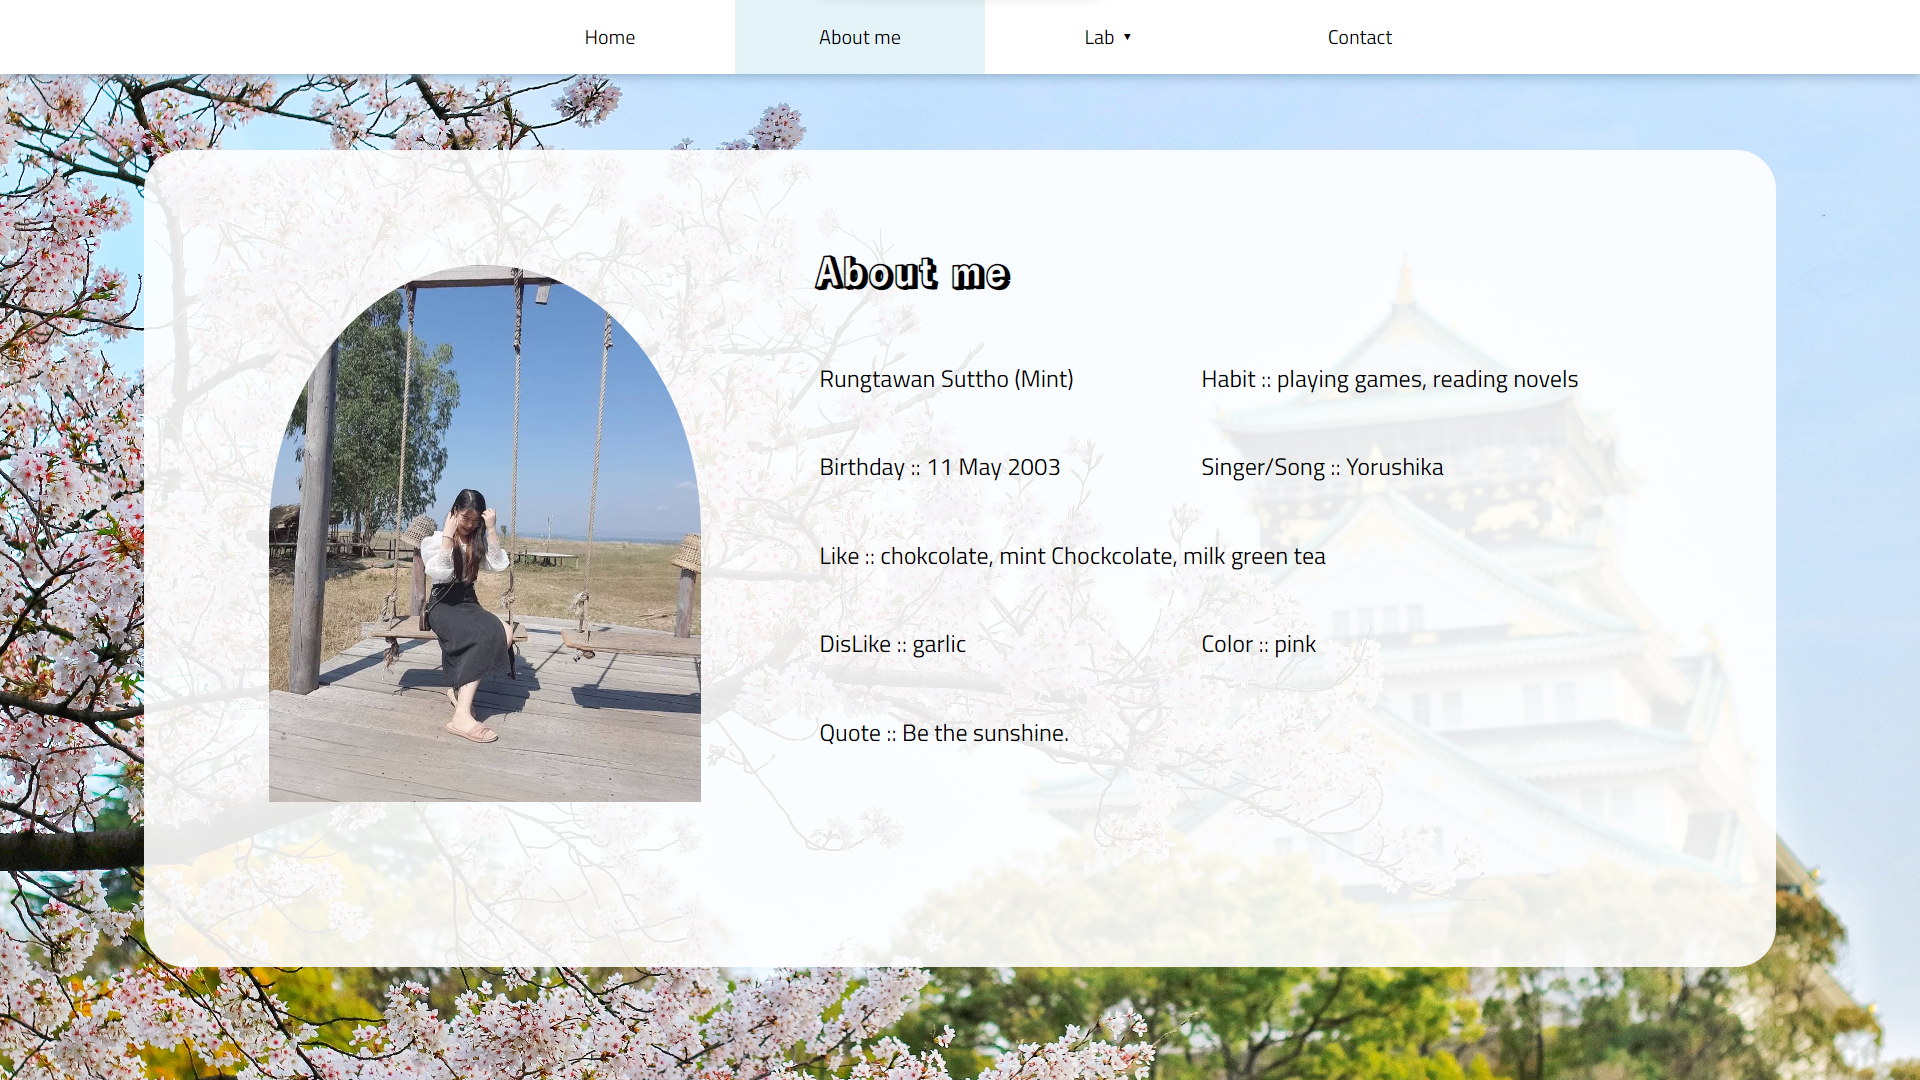 Home About me Lab ▾ Contact
About me
Rungtawan Suttho (Mint) Habit :: playing games, reading novels
Birthday :: 11 May 2003 Singer/Song :: Yorushika
Like :: chokcolate, mint Chockcolate, milk green tea
DisLike :: garlic Color :: pink
Quote :: Be the sunshine.